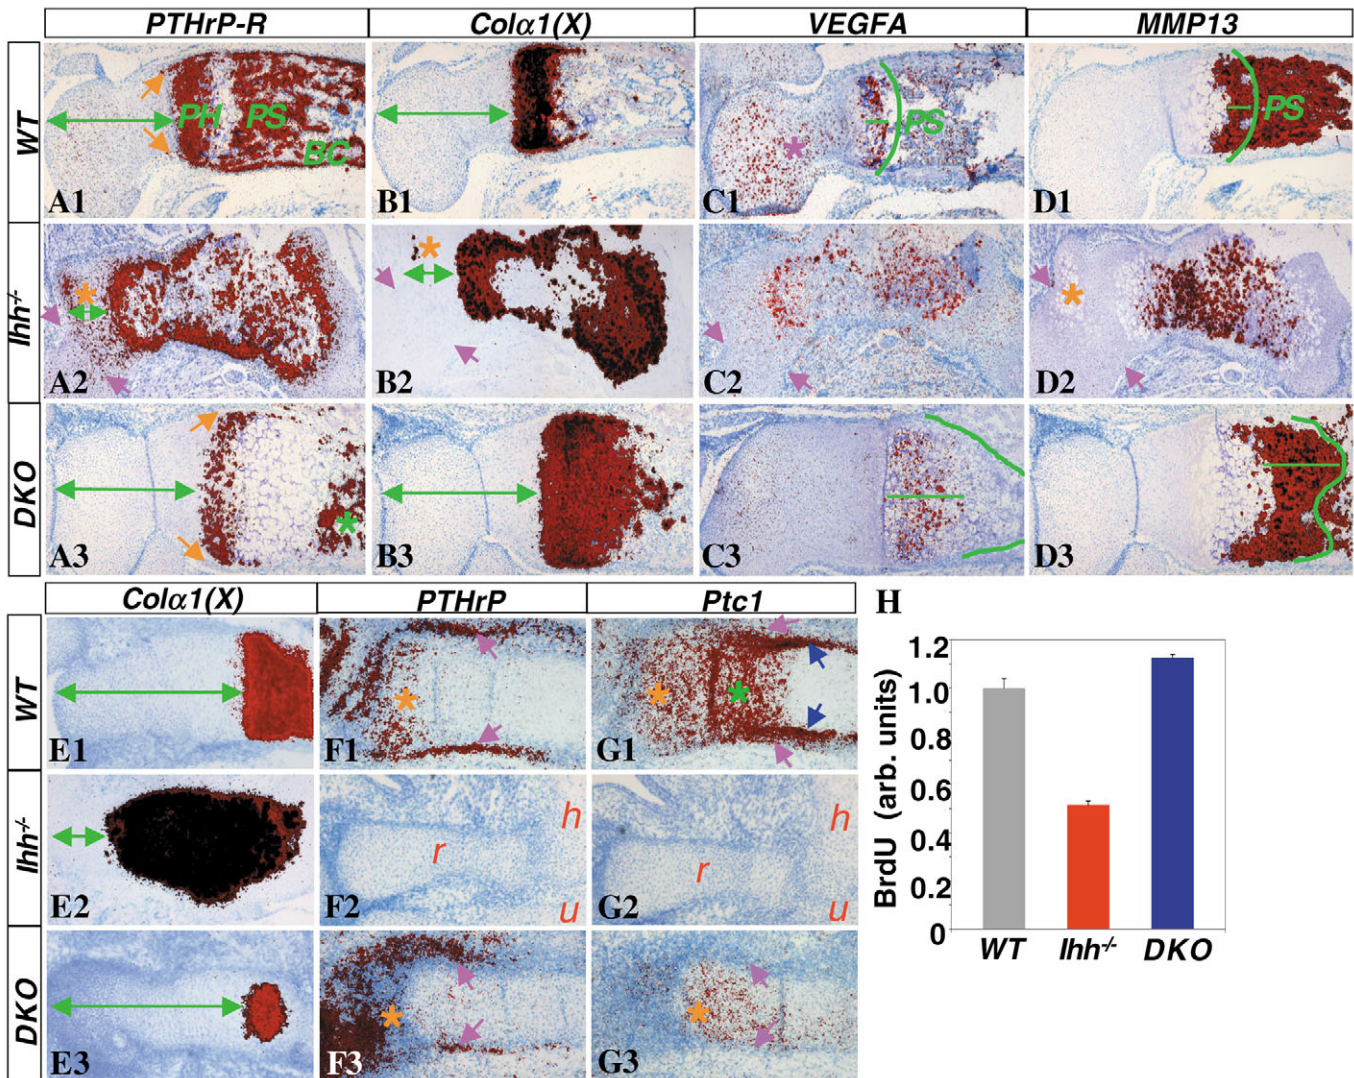 PTHrP-R Colα1(X) VEGFA MMP13
WT
PH PS BC
A1
B1
* PS
C1
PS
D1
Ihh-/-
*
A2
*
B2
C2
*
D2
DKO
*
A3
B3
C3
D3
Colα1(X) PTHrP Ptc1
WT
E1
*
F1
* *
G1
Ihh-/-
E2
h
r
u
F2
h
r
u
G2
DKO
E3
*
F3
*
G3
H
BrdU (arb. units)
1.2
1.0
0.8
0.6
0.4
0.2
0
WT Ihh-/- DKO